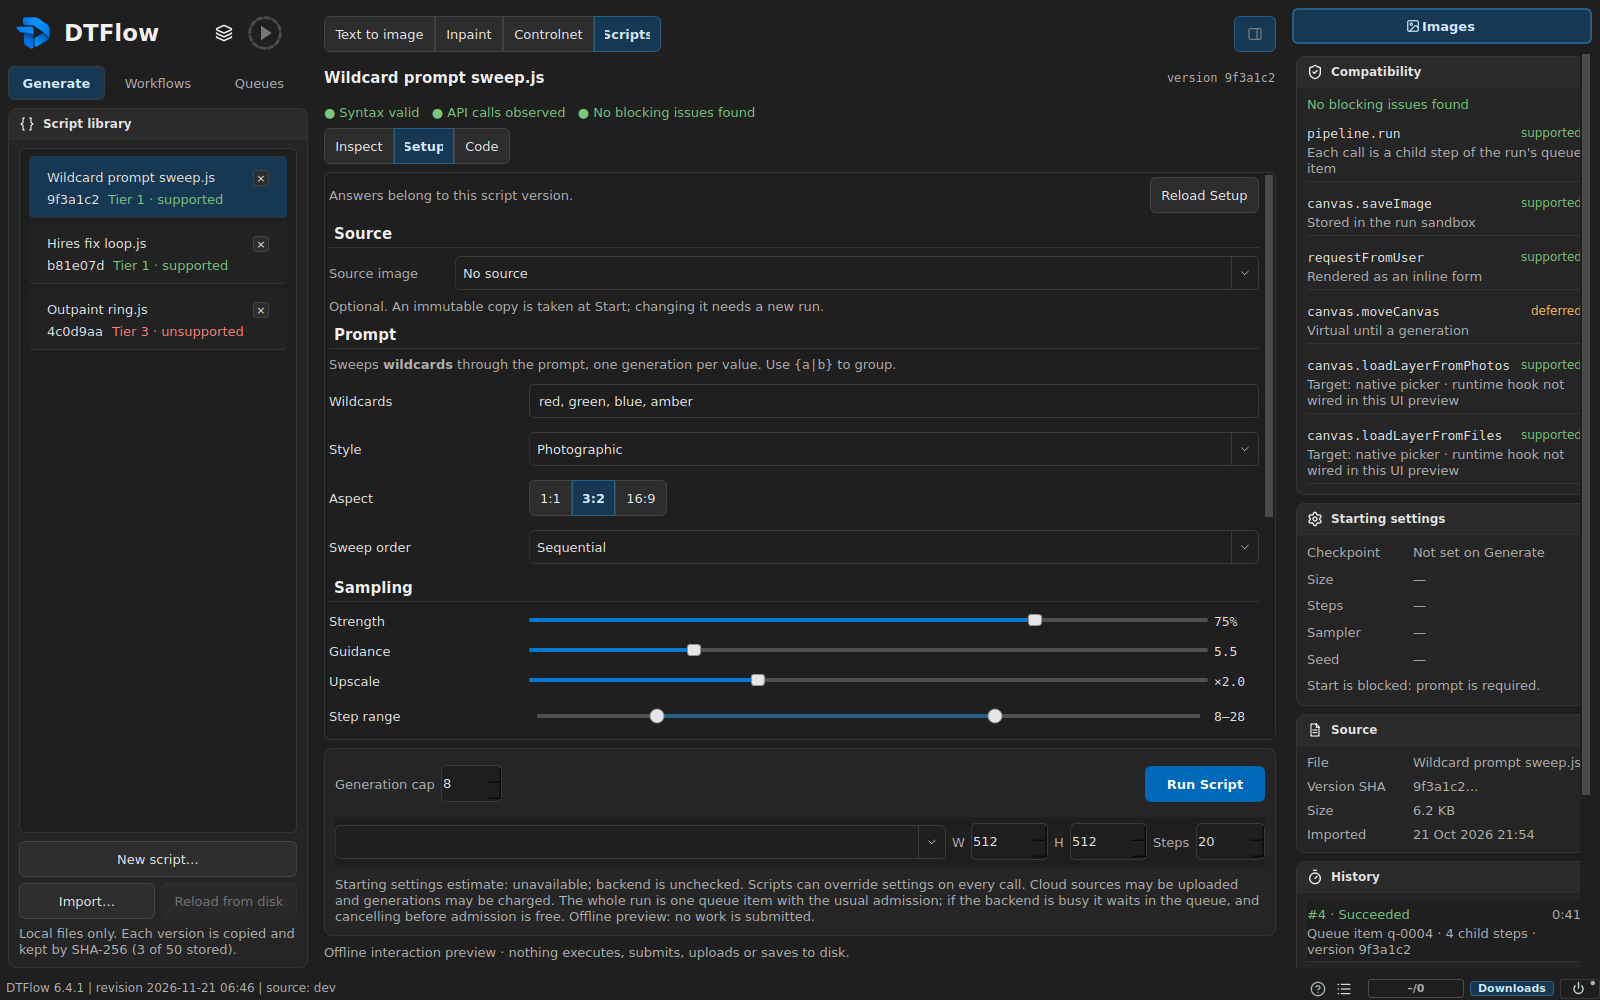 DTFlow
Generate
Workflows
Queues
Script library
Wildcard prompt sweep.js
9f3a1c2 Tier 1 · supported
Hires fix loop.js
b81e07d Tier 1 · supported
Outpaint ring.js
4c0d9aa Tier 3 · unsupported
New script...
Import...
Reload from disk
Local files only. Each version is copied and
kept by SHA-256 (3 of 50 stored).
Text to image
Inpaint
Controlnet
Scripts
Wildcard prompt sweep.js
version 9f3a1c2
Syntax valid
API calls observed
No blocking issues found
Inspect
Setup
Code
Answers belong to this script version.
Reload Setup
Source
Source image
No source
Optional. An immutable copy is taken at Start; changing it needs a new run.
Prompt
Sweeps wildcards through the prompt, one generation per value. Use {a|b} to group.
Wildcards
red, green, blue, amber
Style
Photographic
Aspect
1:1
3:2
16:9
Sweep order
Sequential
Sampling
Strength
75%
Guidance
5.5
Upscale
×2.0
Step range
8–28
Generation cap
8
Run Script
W
512
H
512
Steps
20
Starting settings estimate: unavailable; backend is unchecked. Scripts can override settings on every call. Cloud sources may be uploaded
and generations may be charged. The whole run is one queue item with the usual admission; if the backend is busy it waits in the queue, and
cancelling before admission is free. Offline preview: no work is submitted.
Offline interaction preview · nothing executes, submits, uploads or saves to disk.
Images
Compatibility
No blocking issues found
pipeline.run
supported
Each call is a child step of the run's queue
item
canvas.saveImage
supported
Stored in the run sandbox
requestFromUser
supported
Rendered as an inline form
canvas.moveCanvas
deferred
Virtual until a generation
canvas.loadLayerFromPhotos
supported
Target: native picker · runtime hook not
wired in this UI preview
canvas.loadLayerFromFiles
supported
Target: native picker · runtime hook not
wired in this UI preview
Starting settings
Checkpoint
Not set on Generate
Size
—
Steps
—
Sampler
—
Seed
—
Start is blocked: prompt is required.
Source
File
Wildcard prompt sweep.js
Version SHA
9f3a1c2...
Size
6.2 KB
Imported
21 Oct 2026 21:54
History
#4 · Succeeded
0:41
Queue item q-0004 · 4 child steps ·
version 9f3a1c2
DTFlow 6.4.1 | revision 2026-11-21 06:46 | source: dev
-/0
Downloads